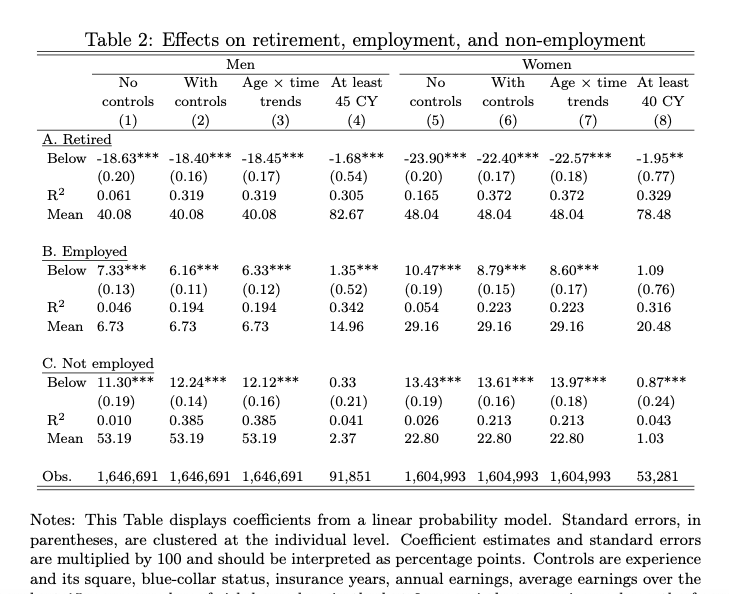 Table 2: Effects on retirement, employment, and non-employment
Men Women
No With Age × time At least No With Age × time At least
controls controls trends 45 CY controls controls trends 40 CY
(1) (2) (3) (4) (5) (6) (7) (8)
A. Retired
Below -18.63*** -18.40*** -18.45*** -1.68*** -23.90*** -22.40*** -22.57*** -1.95**
(0.20) (0.16) (0.17) (0.54) (0.20) (0.17) (0.18) (0.77)
R² 0.061 0.319 0.319 0.305 0.165 0.372 0.372 0.329
Mean 40.08 40.08 40.08 82.67 48.04 48.04 48.04 78.48
B. Employed
Below 7.33*** 6.16*** 6.33*** 1.35*** 10.47*** 8.79*** 8.60*** 1.09
(0.13) (0.11) (0.12) (0.52) (0.19) (0.15) (0.17) (0.76)
R² 0.046 0.194 0.194 0.342 0.054 0.223 0.223 0.316
Mean 6.73 6.73 6.73 14.96 29.16 29.16 29.16 20.48
C. Not employed
Below 11.30*** 12.24*** 12.12*** 0.33 13.43*** 13.61*** 13.97*** 0.87***
(0.19) (0.14) (0.16) (0.21) (0.19) (0.16) (0.18) (0.24)
R² 0.010 0.385 0.385 0.041 0.026 0.213 0.213 0.043
Mean 53.19 53.19 53.19 2.37 22.80 22.80 22.80 1.03
Obs. 1,646,691 1,646,691 1,646,691 91,851 1,604,993 1,604,993 1,604,993 53,281
Notes: This Table displays coefficients from a linear probability model. Standard errors, in
parentheses, are clustered at the individual level. Coefficient estimates and standard errors
are multiplied by 100 and should be interpreted as percentage points. Controls are experience
and its square, blue-collar status, insurance years, annual earnings, average earnings over the